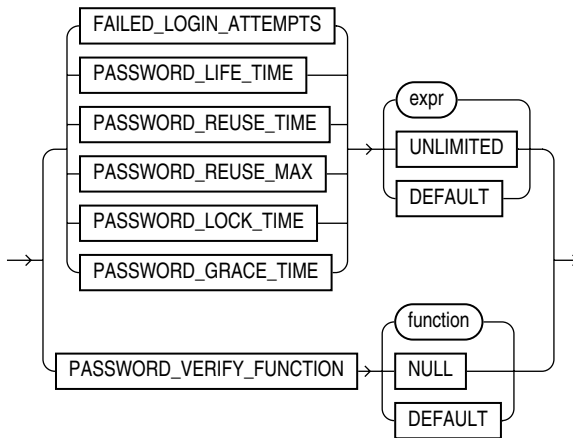 FAILED_LOGIN_ATTEMPTS
PASSWORD_LIFE_TIME
PASSWORD_REUSE_TIME
PASSWORD_REUSE_MAX
PASSWORD_LOCK_TIME
PASSWORD_GRACE_TIME
expr
UNLIMITED
DEFAULT
PASSWORD_VERIFY_FUNCTION
function
NULL
DEFAULT